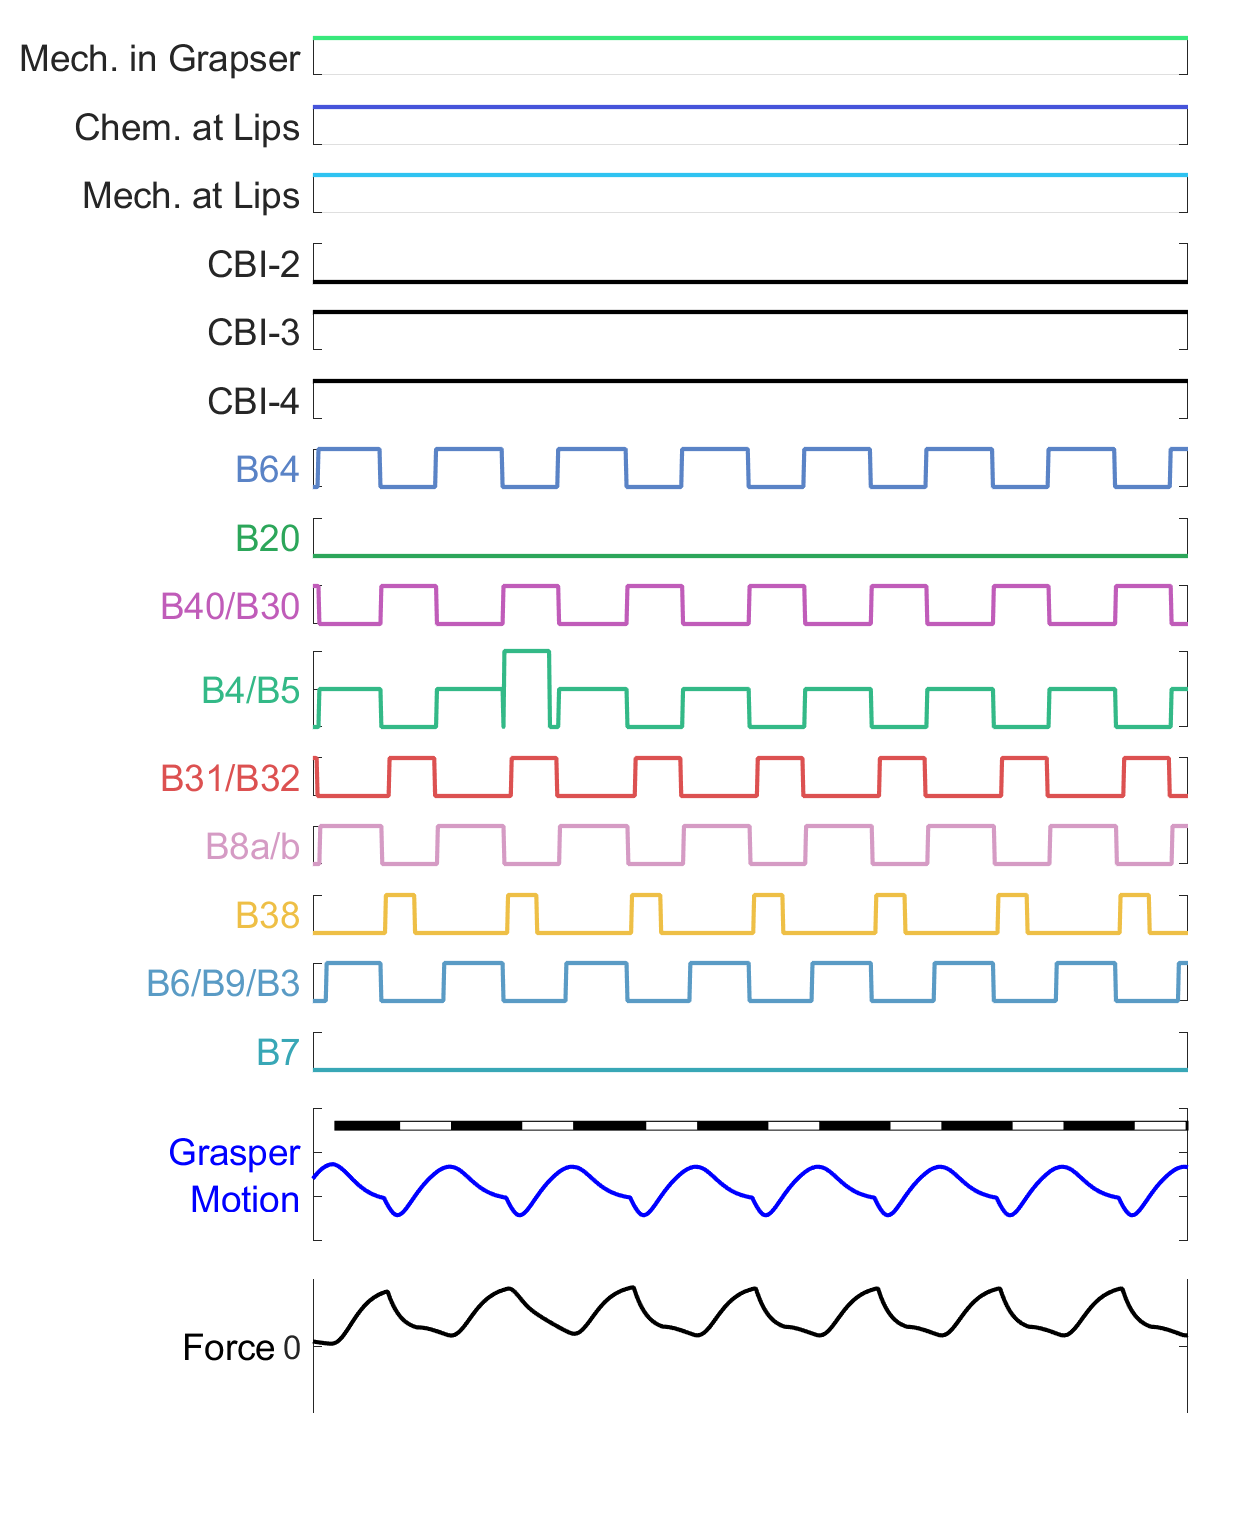 Mech. in Grapser
Chem. at Lips
Mech. at Lips
CBI-2
CBI-3
CBI-4
B64
B20
B40/B30
B4/B5
B31/B32
B8a/b
B38
B6/B9/B3
B7
Grasper
Motion
Force 0